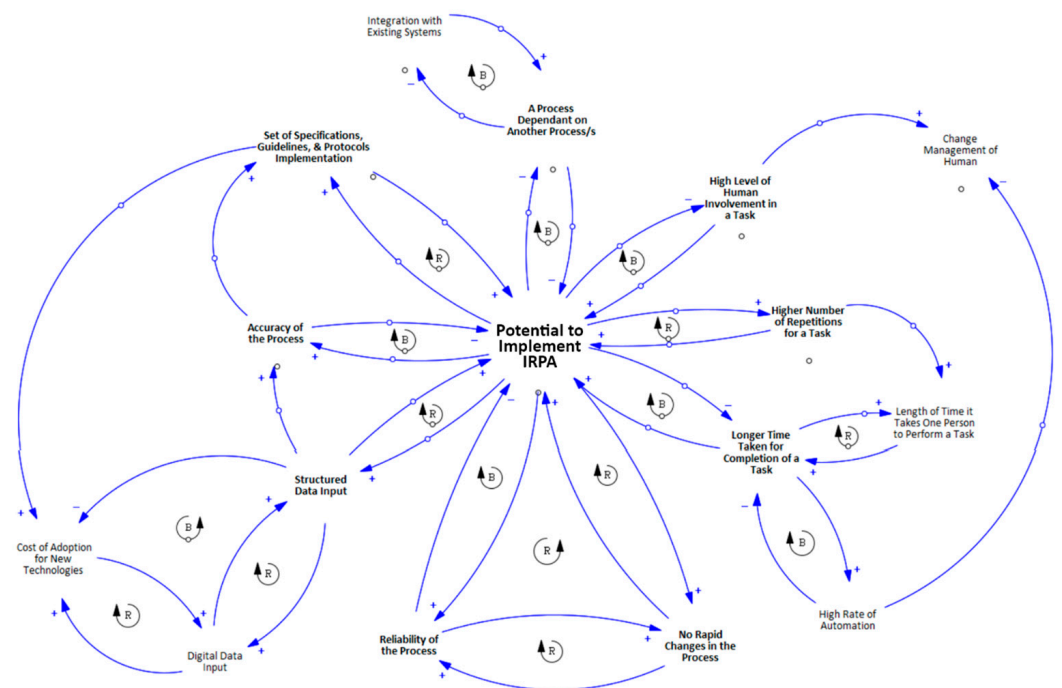 Integration with
Existing Systems
+
B
−
A Process
Dependant on
Another Process/s
Set of Specifications,
Guidelines, & Protocols
Implementation
+
+
−
B
−
+
Change
Management of
Human
−
High Level of
Human
Involvement in
a Task
−
B
R
+
+
+
+
Potential to
Implement
IRPA
Accuracy of
the Process
+
−
B
+
+
R
+
Higher Number
of Repetitions
for a Task
+
+
R
+
+
−
B
+
Length of Time it
Takes One Person
to Perform a Task
R
+
Longer Time
Taken for
Completion of a
Task
−
B
+
High Rate of
Automation
Structured
Data Input
+
+
−
B
R
+
−
+
B
R
+
+
Cost of Adoption
for New
Technologies
+
R
+
Digital Data
Input
+
R
Reliability of
the Process
+
R
+
No Rapid
Changes in the
Process
+